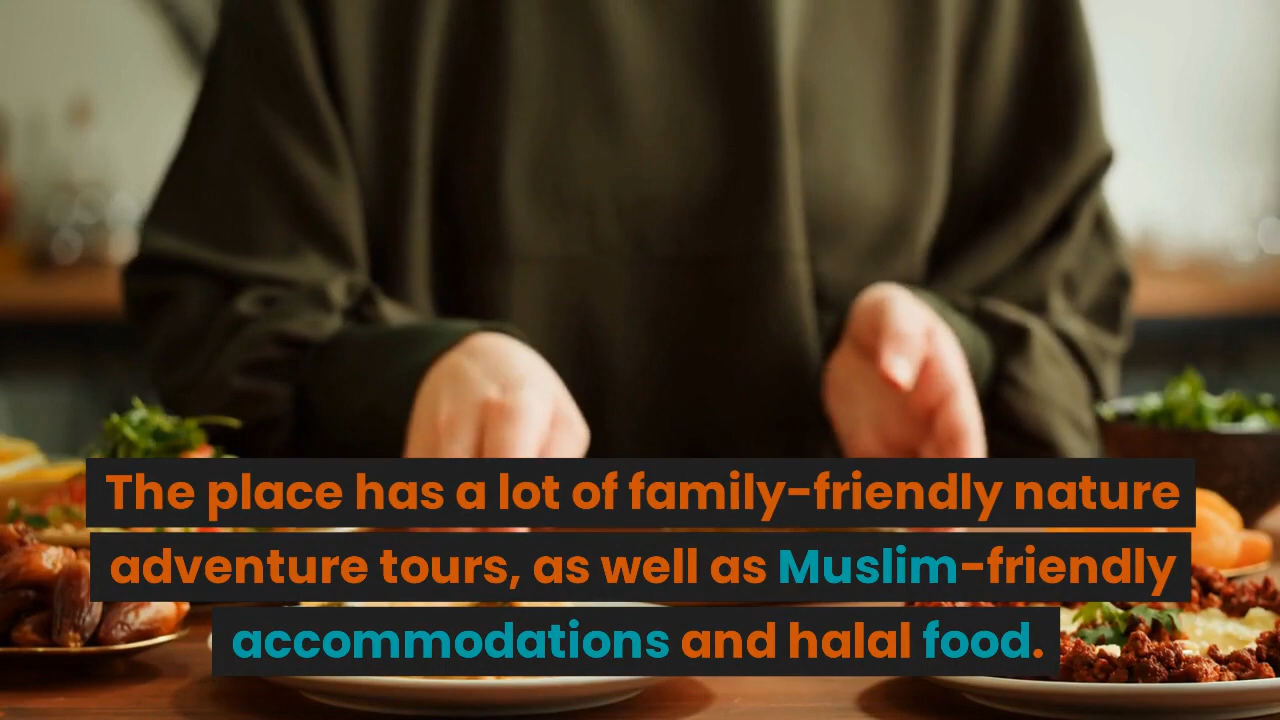 The place has a lot of family-friendly nature
adventure tours, as well as Muslim-friendly
accommodations and halal food.